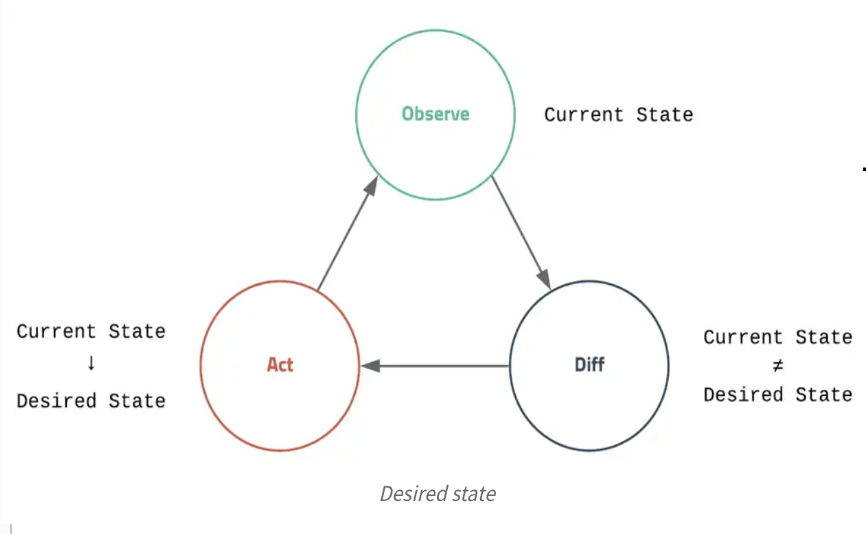 Observe
Current State
Current State
↓
Desired State
Act
Diff
Current State
≠
Desired State
Desired state